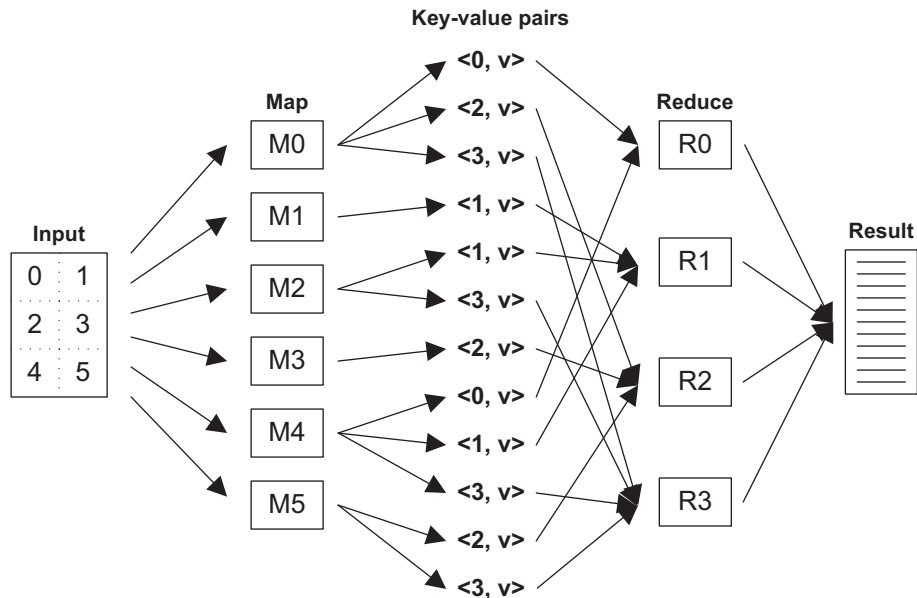 Key-value pairs
Map
Reduce
Input
Result
0 1
2 3
4 5
M0
M1
M2
M3
M4
M5
<0, v>
<2, v>
<3, v>
<1, v>
<1, v>
<3, v>
<2, v>
<0, v>
<1, v>
<3, v>
<2, v>
<3, v>
R0
R1
R2
R3